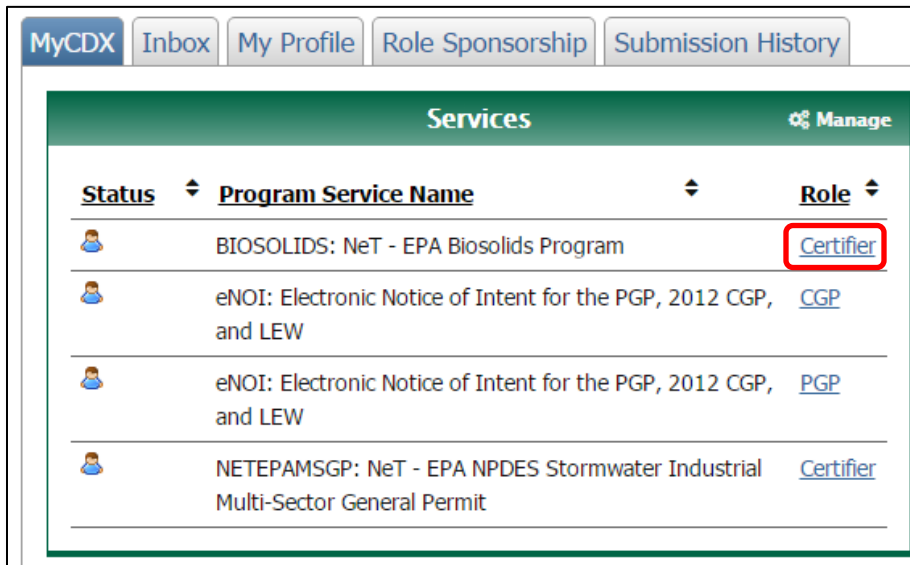 MyCDX Inbox My Profile Role Sponsorship Submission History
Services Manage
Status Program Service Name Role
BIOSOLIDS: NeT - EPA Biosolids Program Certifier
eNOI: Electronic Notice of Intent for the PGP, 2012 CGP, CGP
and LEW
eNOI: Electronic Notice of Intent for the PGP, 2012 CGP, PGP
and LEW
NETEPAMSGP: NeT - EPA NPDES Stormwater Industrial Certifier
Multi-Sector General Permit